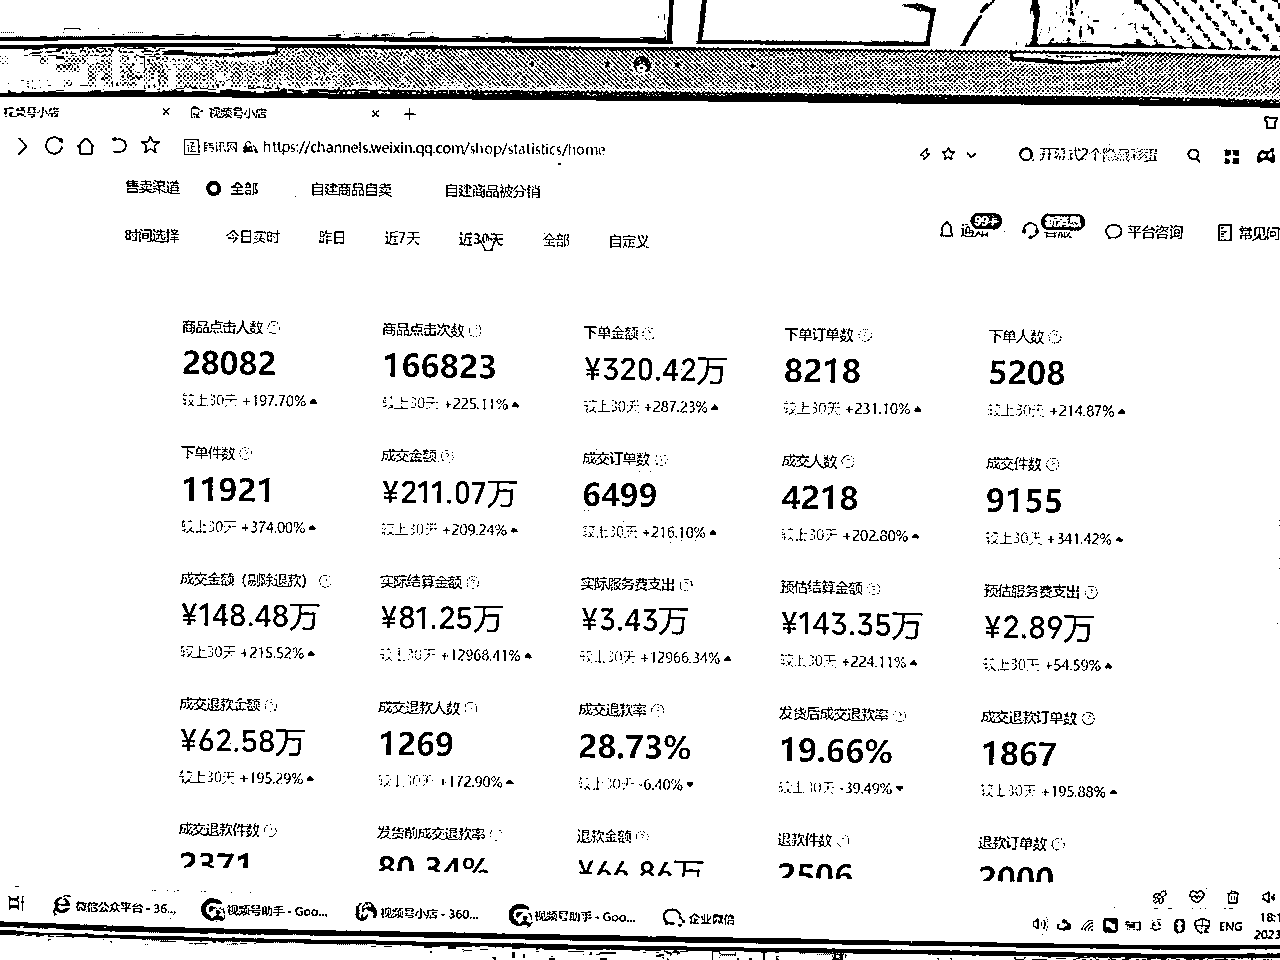 视频号小店 × 视频号小店 × +
https://channels.weixin.qq.com/shop/statistics/home
售卖渠道 全部 自建商品自卖 自建商品被分销
时间选择 今日实时 昨日 近7天 近30天 全部 自定义
99+ 平台咨询 常见问
商品点击人数 商品点击次数 下单金额 下单订单数 下单人数
28082 166823 ¥320.42万 8218 5208
较上30天 +197.70% 较上30天 +225.11% 较上30天 +287.23% 较上30天 +231.10% 较上30天 +214.87%
下单件数 成交金额 成交订单数 成交人数 成交件数
11921 ¥211.07万 6499 4218 9155
较上30天 +374.00% 较上30天 +209.24% 较上30天 +216.10% 较上30天 +202.80% 较上30天 +341.42%
成交金额（剔除退款） 实际结算金额 实际服务费支出 预估结算金额 预估服务费支出
¥148.48万 ¥81.25万 ¥3.43万 ¥143.35万 ¥2.89万
较上30天 +215.52% 较上30天 +12968.41% 较上30天 +12966.34% 较上30天 +224.11% 较上30天 +54.59%
成交退款金额 成交退款人数 成交退款率 发货后成交退款率 成交退款订单数
¥62.58万 1269 28.73% 19.66% 1867
较上30天 +195.29% 较上30天 +172.90% 较上30天 -6.40% 较上30天 -39.49% 较上30天 +195.88%
成交退款件数 发货前成交退款率 退款金额 退款件数 退款订单数
2371 80.34% ¥66.86万 2506 2000
微信公众平台 - 36... 视频号助手 - Goo... 视频号小店 - 360... 视频号助手 - Goo... 企业微信
ENG 18:1
2023